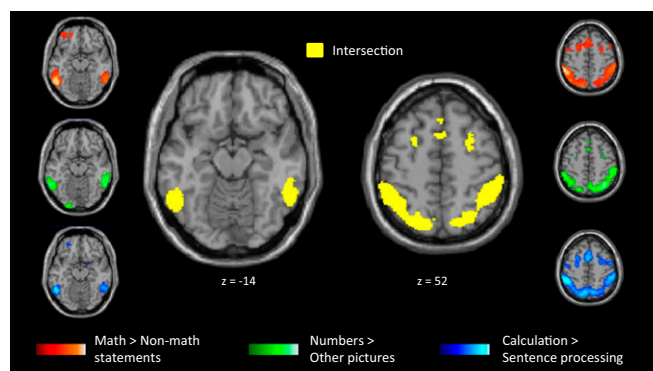 Intersection
z = -14
z = 52
Math > Non-math
statements
Numbers >
Other pictures
Calculation >
Sentence processing